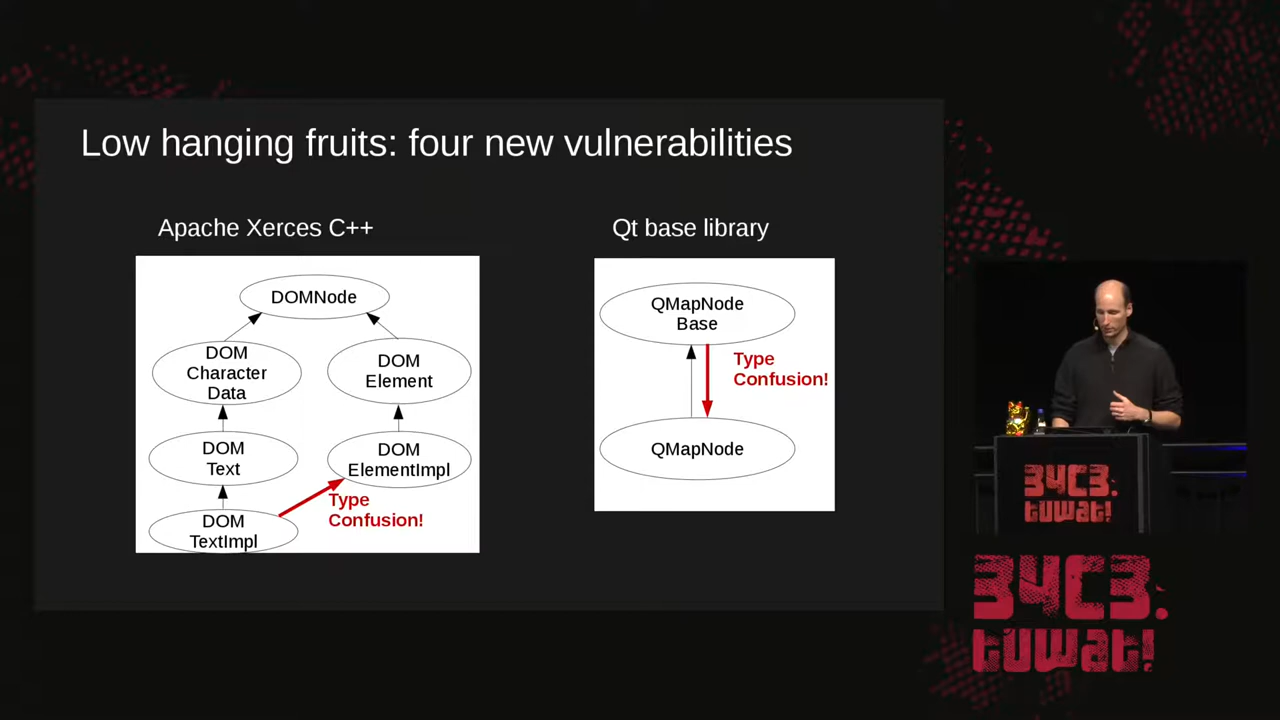 Low hanging fruits: four new vulnerabilities
Apache Xerces C++
DOMNode
DOM
Character
Data
DOM
Element
DOM
Text
DOM
ElementImpl
Type
Confusion!
DOM
TextImpl
Qt base library
QMapNode
Base
Type
Confusion!
QMapNode
34C3.
tuwat!
34C3.
tuwat!